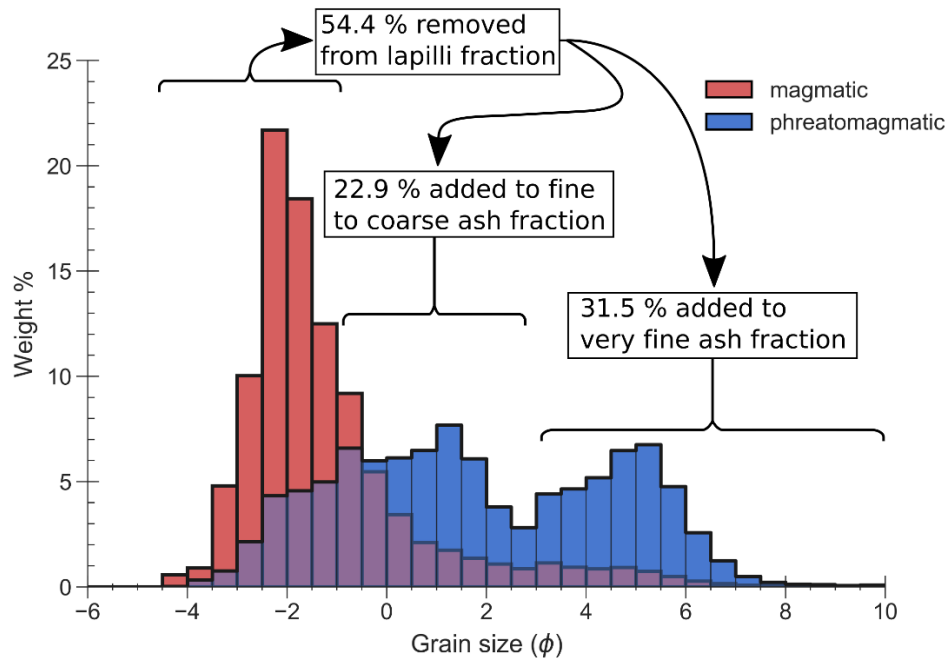 54.4 % removed
from lapilli fraction
magmatic
phreatomagmatic
22.9 % added to fine
to coarse ash fraction
31.5 % added to
very fine ash fraction
Weight %
25
20
15
10
5
0
−6
−4
−2
0
2
4
6
8
10
Grain size (ϕ)